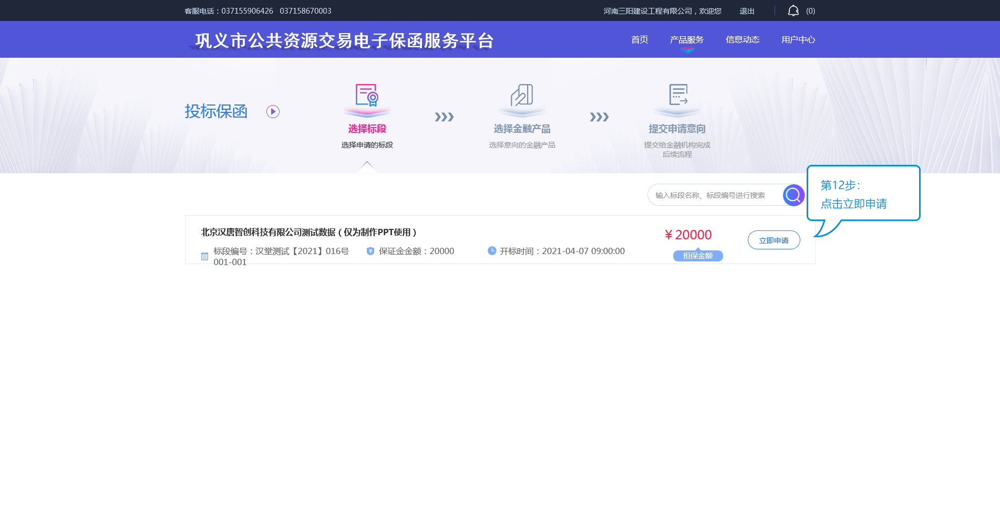 客服电话：037155906426 037158670003
河南三阳建设工程有限公司，欢迎您 退出 (0)
巩义市公共资源交易电子保函服务平台
首页 产品服务 信息动态 用户中心
投标保函
选择标段
选择申请的标段
选择金融产品
选择意向的金融产品
提交申请意向
提交给金融机构完成
后续流程
第12步：
点击立即申请
输入标段名称、标段编号进行搜索
北京汉唐智创科技有限公司测试数据（仅为制作PPT使用）
标段编号：汉堂测试【2021】016号
001-001
保证金金额：20000
开标时间：2021-04-07 09:00:00
¥ 20000
担保金额
立即申请